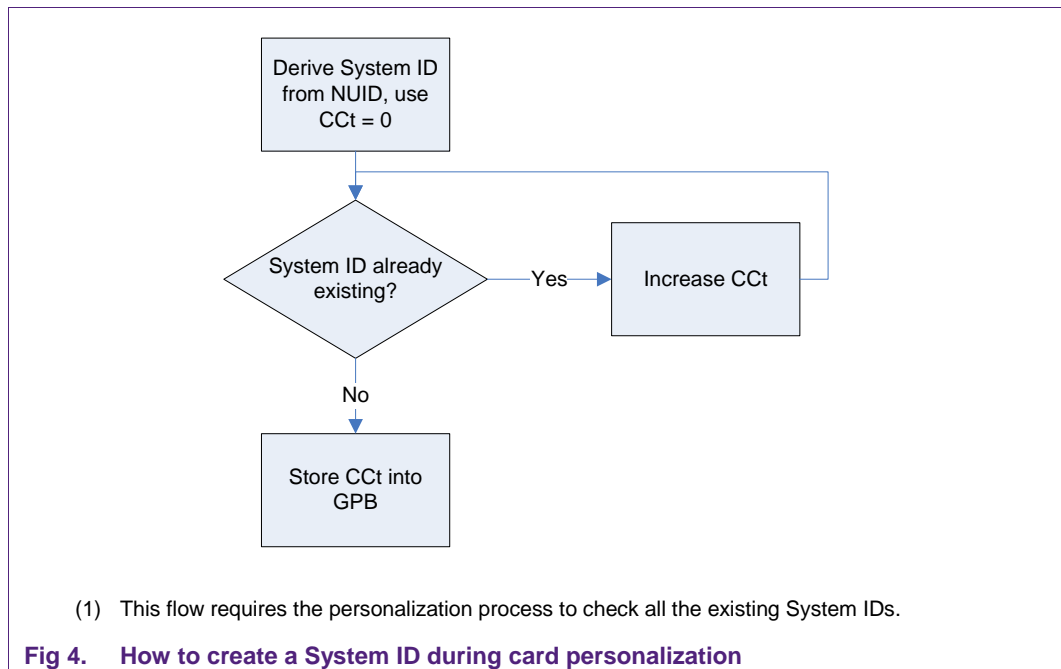 Derive System ID
from NUID, use
CCt = 0
System ID already
existing?
Yes
Increase CCt
No
Store CCt into
GPB
(1) This flow requires the personalization process to check all the existing System IDs.
Fig 4. How to create a System ID during card personalization